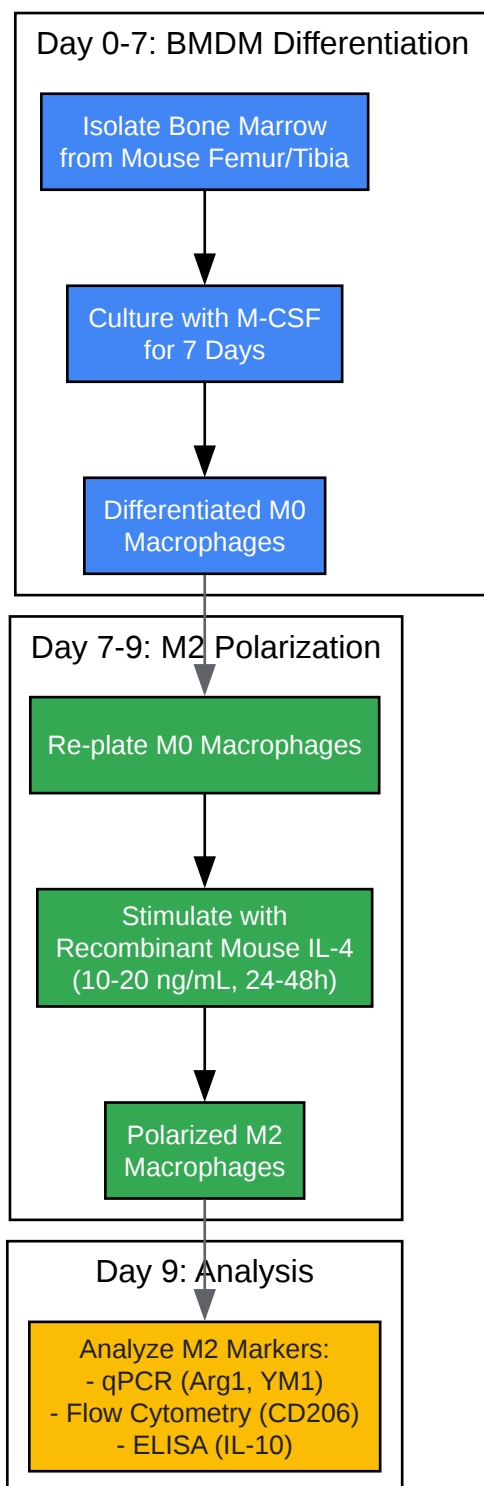 Day 0-7: BMDM Differentiation
Isolate Bone Marrow
from Mouse Femur/Tibia
Culture with M-CSF
for 7 Days
Differentiated M0
Macrophages
Day 7-9: M2 Polarization
Re-plate M0 Macrophages
Stimulate with
Recombinant Mouse IL-4
(10-20 ng/mL, 24-48h)
Polarized M2
Macrophages
Day 9: Analysis
Analyze M2 Markers:
- qPCR (Arg1, YM1)
- Flow Cytometry (CD206)
- ELISA (IL-10)